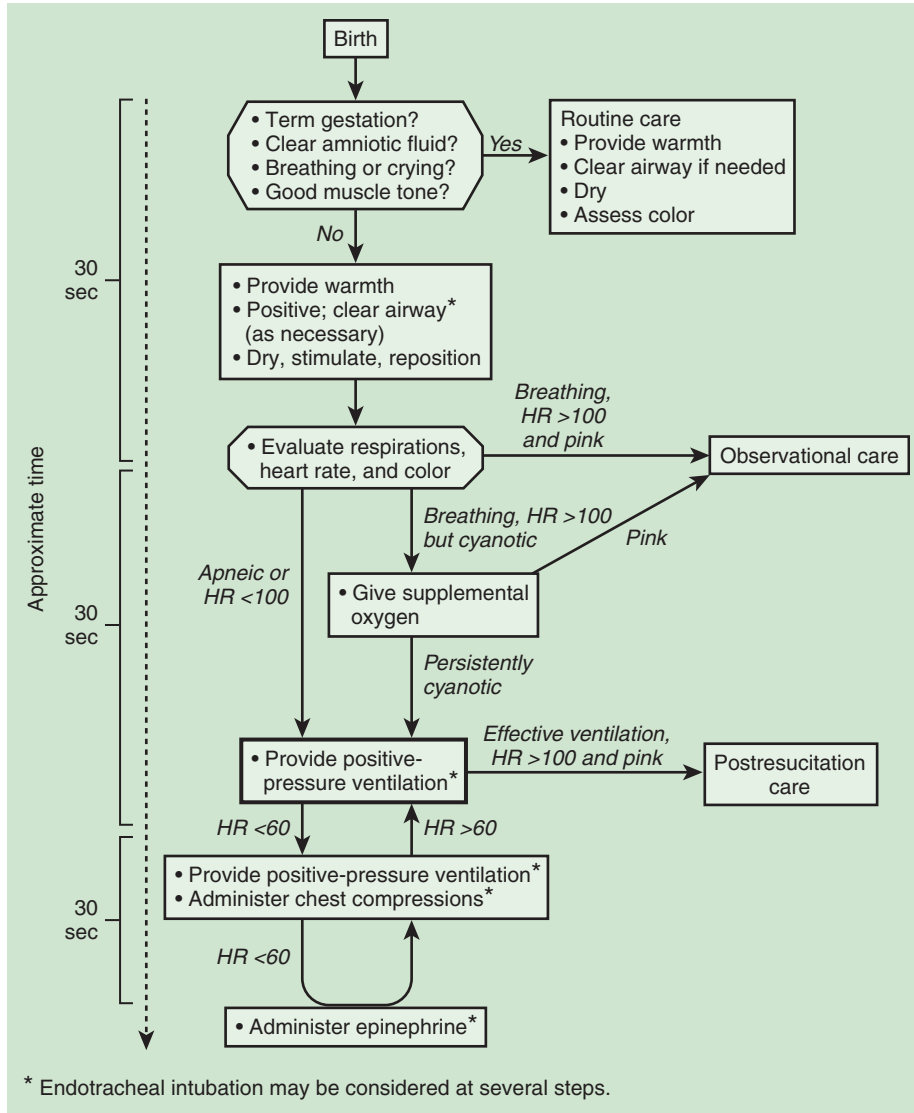 Birth
• Term gestation?
• Clear amniotic fluid?
• Breathing or crying?
• Good muscle tone?
Yes
Routine care
• Provide warmth
• Clear airway if needed
• Dry
• Assess color
No
30
sec
• Provide warmth
• Positive; clear airway*
(as necessary)
• Dry, stimulate, reposition
Breathing,
HR >100
and pink
• Evaluate respirations,
heart rate, and color
Observational care
Approximate time
Breathing, HR >100
but cyanotic
Pink
Apneic or
HR <100
• Give supplemental
oxygen
30
sec
Persistently
cyanotic
• Provide positive-
pressure ventilation*
Effective ventilation,
HR >100 and pink
Postresucitation
care
HR <60
HR >60
• Provide positive-pressure ventilation*
• Administer chest compressions*
30
sec
HR <60
• Administer epinephrine*
* Endotracheal intubation may be considered at several steps.